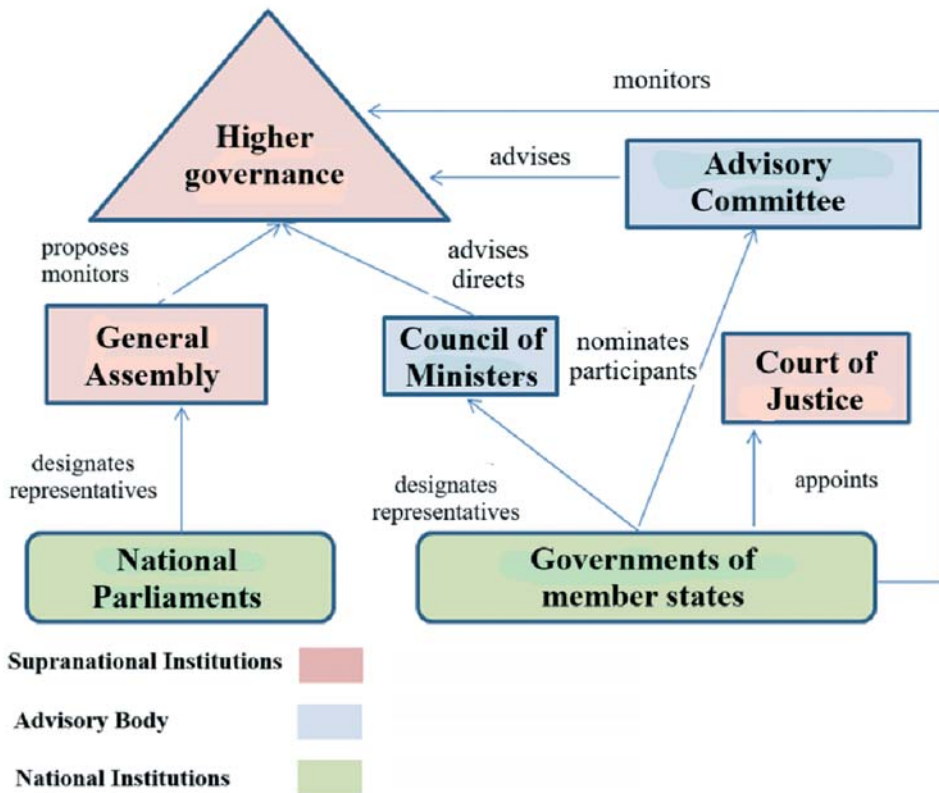 monitors
Higher
governance
advises
Advisory
Committee
proposes
monitors
advises
directs
General
Assembly
Council of
Ministers
nominates
participants
Court of
Justice
designates
representatives
designates
representatives
appoints
National
Parliaments
Governments of
member states
Supranational Institutions
Advisory Body
National Institutions